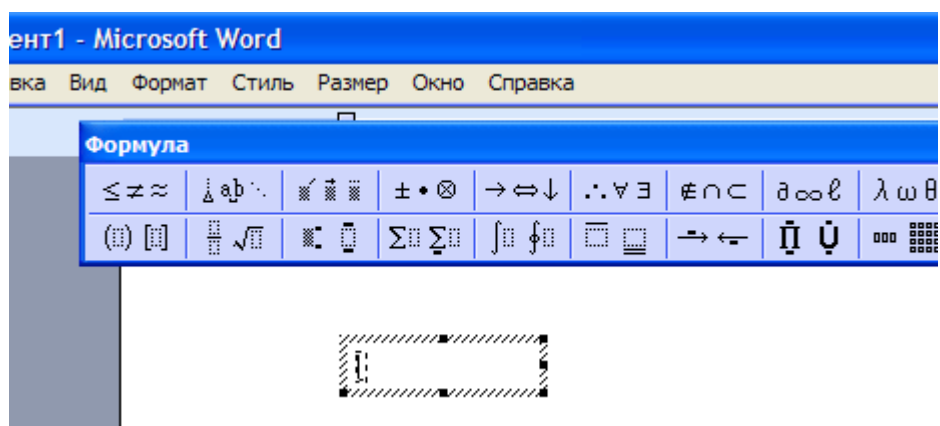 ент1 - Microsoft Word
вка Вид Формат Стиль Размер Окно Справка
Формула
≤ ≠ ≈ a b ⋱ ± • ⊗ → ⇔ ↓ ∴ ∀ ∃ ∉ ∩ ⊂ ∂ ∞ ℓ λ ω θ
(▯) [▯] √▯ Σ▯ Σ▯ ∫▯ ∮▯ → ← Π̄ U̇